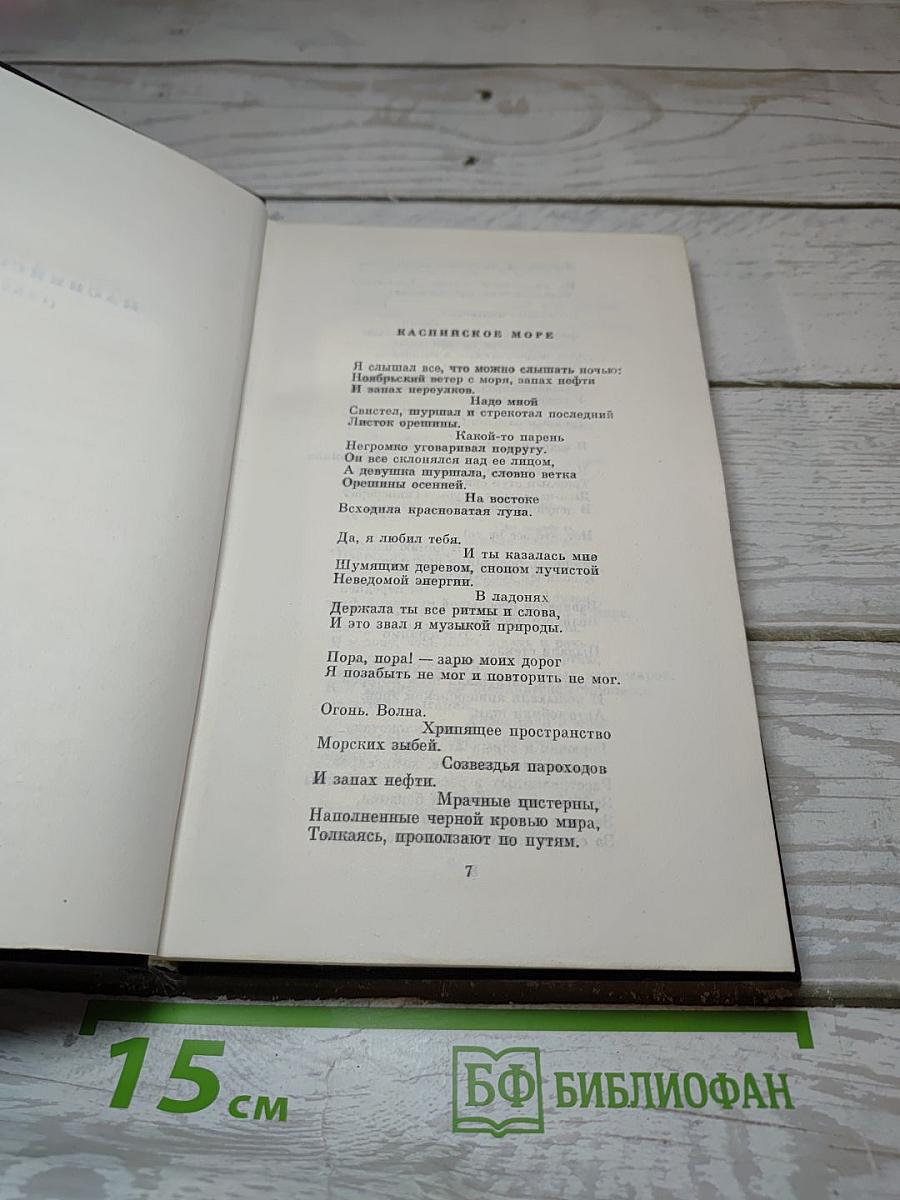 КАСПИЙСКОЕ МОРЕ
Я слышал все, что можно слышать ночью:
Ноябрьский ветер с моря, запах нефти
И запах переулков.
Надо мной
Свистел, шуршал и стрекотал последний
Листок орешины.
Какой-то парень
Негромко уговаривал подругу.
Он все склонялся над ее лицом,
А девушка шуршала, словно ветка
Орешины осенней.
На востоке
Всходила красноватая луна.
Да, я любил тебя.
И ты казалась мне
Шумящим деревом, снопом лучистой
Неведомой энергии.
В ладонях
Держала ты все ритмы и слова,
И это звал я музыкой природы.
Пора, пора! — зарю моих дорог
Я позабыть не мог и повторить не мог.
Огонь. Волна.
Хрипящее пространство
Морских зыбей.
Созвездья пароходов
И запах нефти.
Мрачные цистерны,
Наполненные черной кровью мира,
Толкаясь, проползают по путям.
7
15 см
БФ БИБЛИОФАН